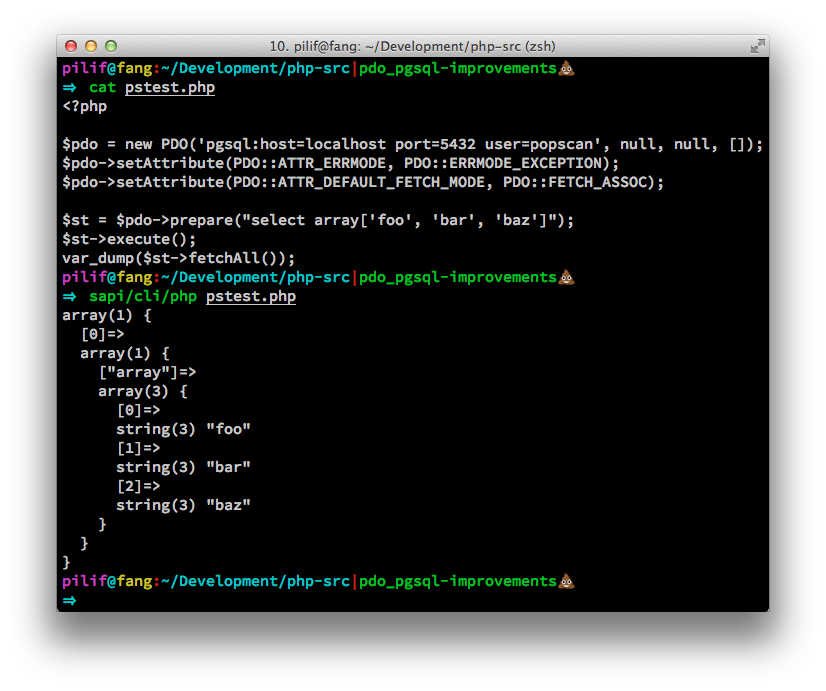 10. pilif@fang: ~/Development/php-src (zsh)
pilif@fang:~/Development/php-src|pdo_pgsql-improvements💩
⇒  cat pstest.php
<?php

$pdo = new PDO('pgsql:host=localhost port=5432 user=popscan', null, null, []);
$pdo->setAttribute(PDO::ATTR_ERRMODE, PDO::ERRMODE_EXCEPTION);
$pdo->setAttribute(PDO::ATTR_DEFAULT_FETCH_MODE, PDO::FETCH_ASSOC);

$st = $pdo->prepare("select array['foo', 'bar', 'baz']");
$st->execute();
var_dump($st->fetchAll());
pilif@fang:~/Development/php-src|pdo_pgsql-improvements💩
⇒  sapi/cli/php pstest.php
array(1) {
  [0]=>
  array(1) {
    ["array"]=>
    array(3) {
      [0]=>
      string(3) "foo"
      [1]=>
      string(3) "bar"
      [2]=>
      string(3) "baz"
    }
  }
}
pilif@fang:~/Development/php-src|pdo_pgsql-improvements💩
⇒